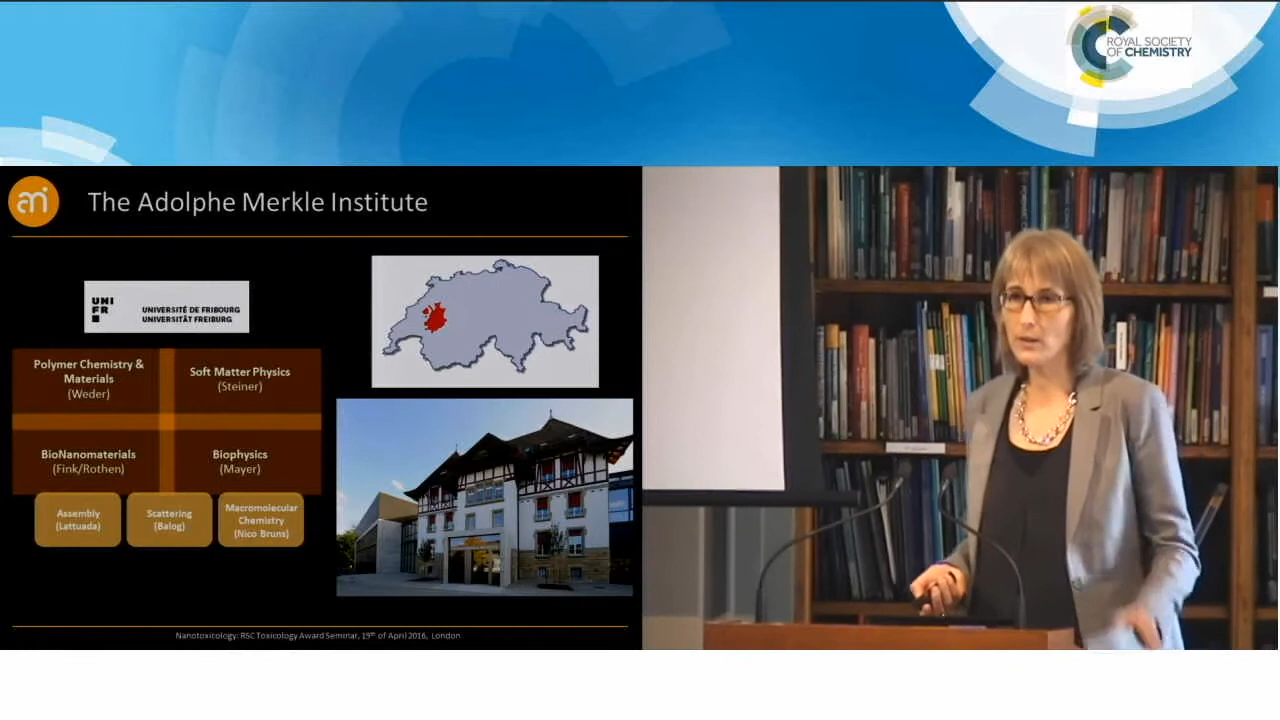 ROYAL SOCIETY
OF CHEMISTRY
The Adolphe Merkle Institute
UNI
FR
UNIVERSITÉ DE FRIBOURG
UNIVERSITÄT FREIBURG
Polymer Chemistry &
Materials
(Weder)
Soft Matter Physics
(Steiner)
BioNanomaterials
(Fink/Rothen)
Biophysics
(Mayer)
Assembly
(Lattuada)
Scattering
(Balog)
Macromolecular
Chemistry
(Nico Bruns)
Nanotoxicology: RSC Toxicology Award Seminar, 19th of April 2016, London